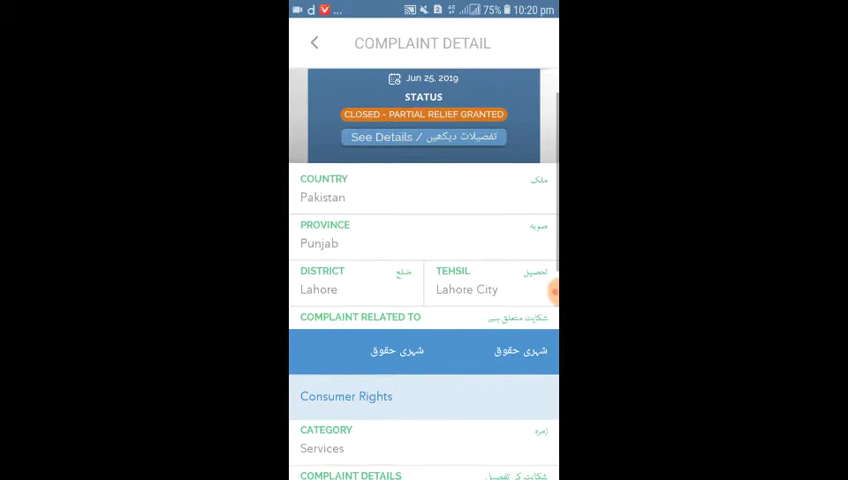 75% 10:20 pm
COMPLAINT DETAIL
Jun 25, 2019
STATUS
CLOSED - PARTIAL RELIEF GRANTED
See Details / تفصیلات دیکھیں
COUNTRY ملک
Pakistan
PROVINCE صوبہ
Punjab
DISTRICT ضلع TEHSIL تحصیل
Lahore Lahore City
COMPLAINT RELATED TO شکایت متعلق ہے
شہری حقوق شہری حقوق
Consumer Rights
CATEGORY زمرہ
Services
COMPLAINT DETAILS شکایت کی تفصیل